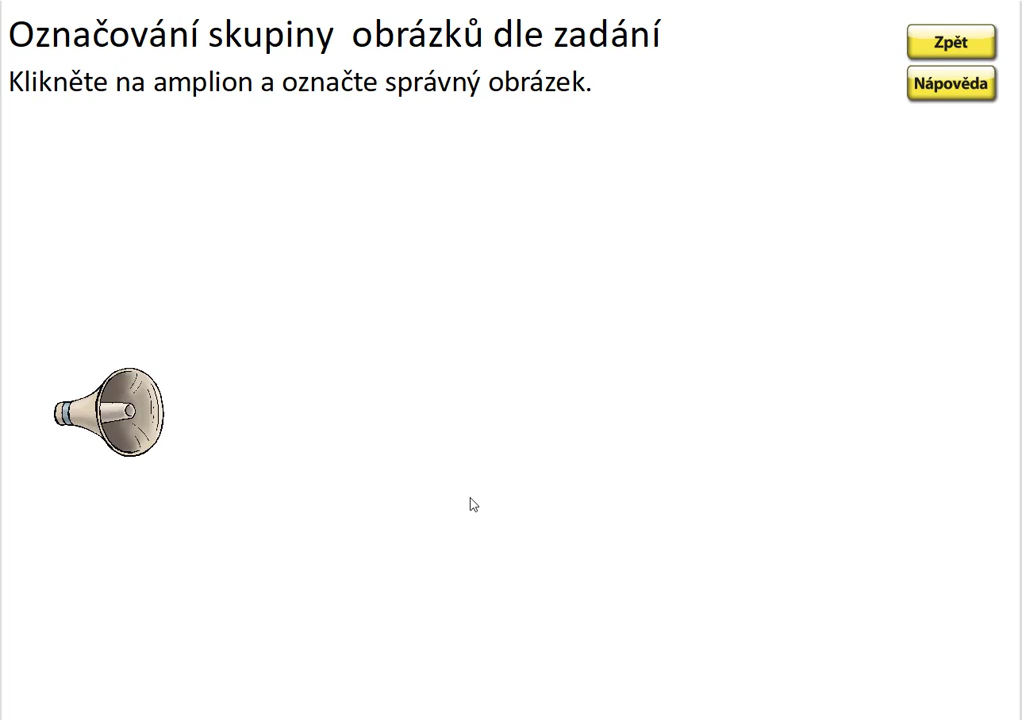 Označování skupiny  obrázků dle zadání
Klikněte na amplion a označte správný obrázek.
Zpět
Nápověda